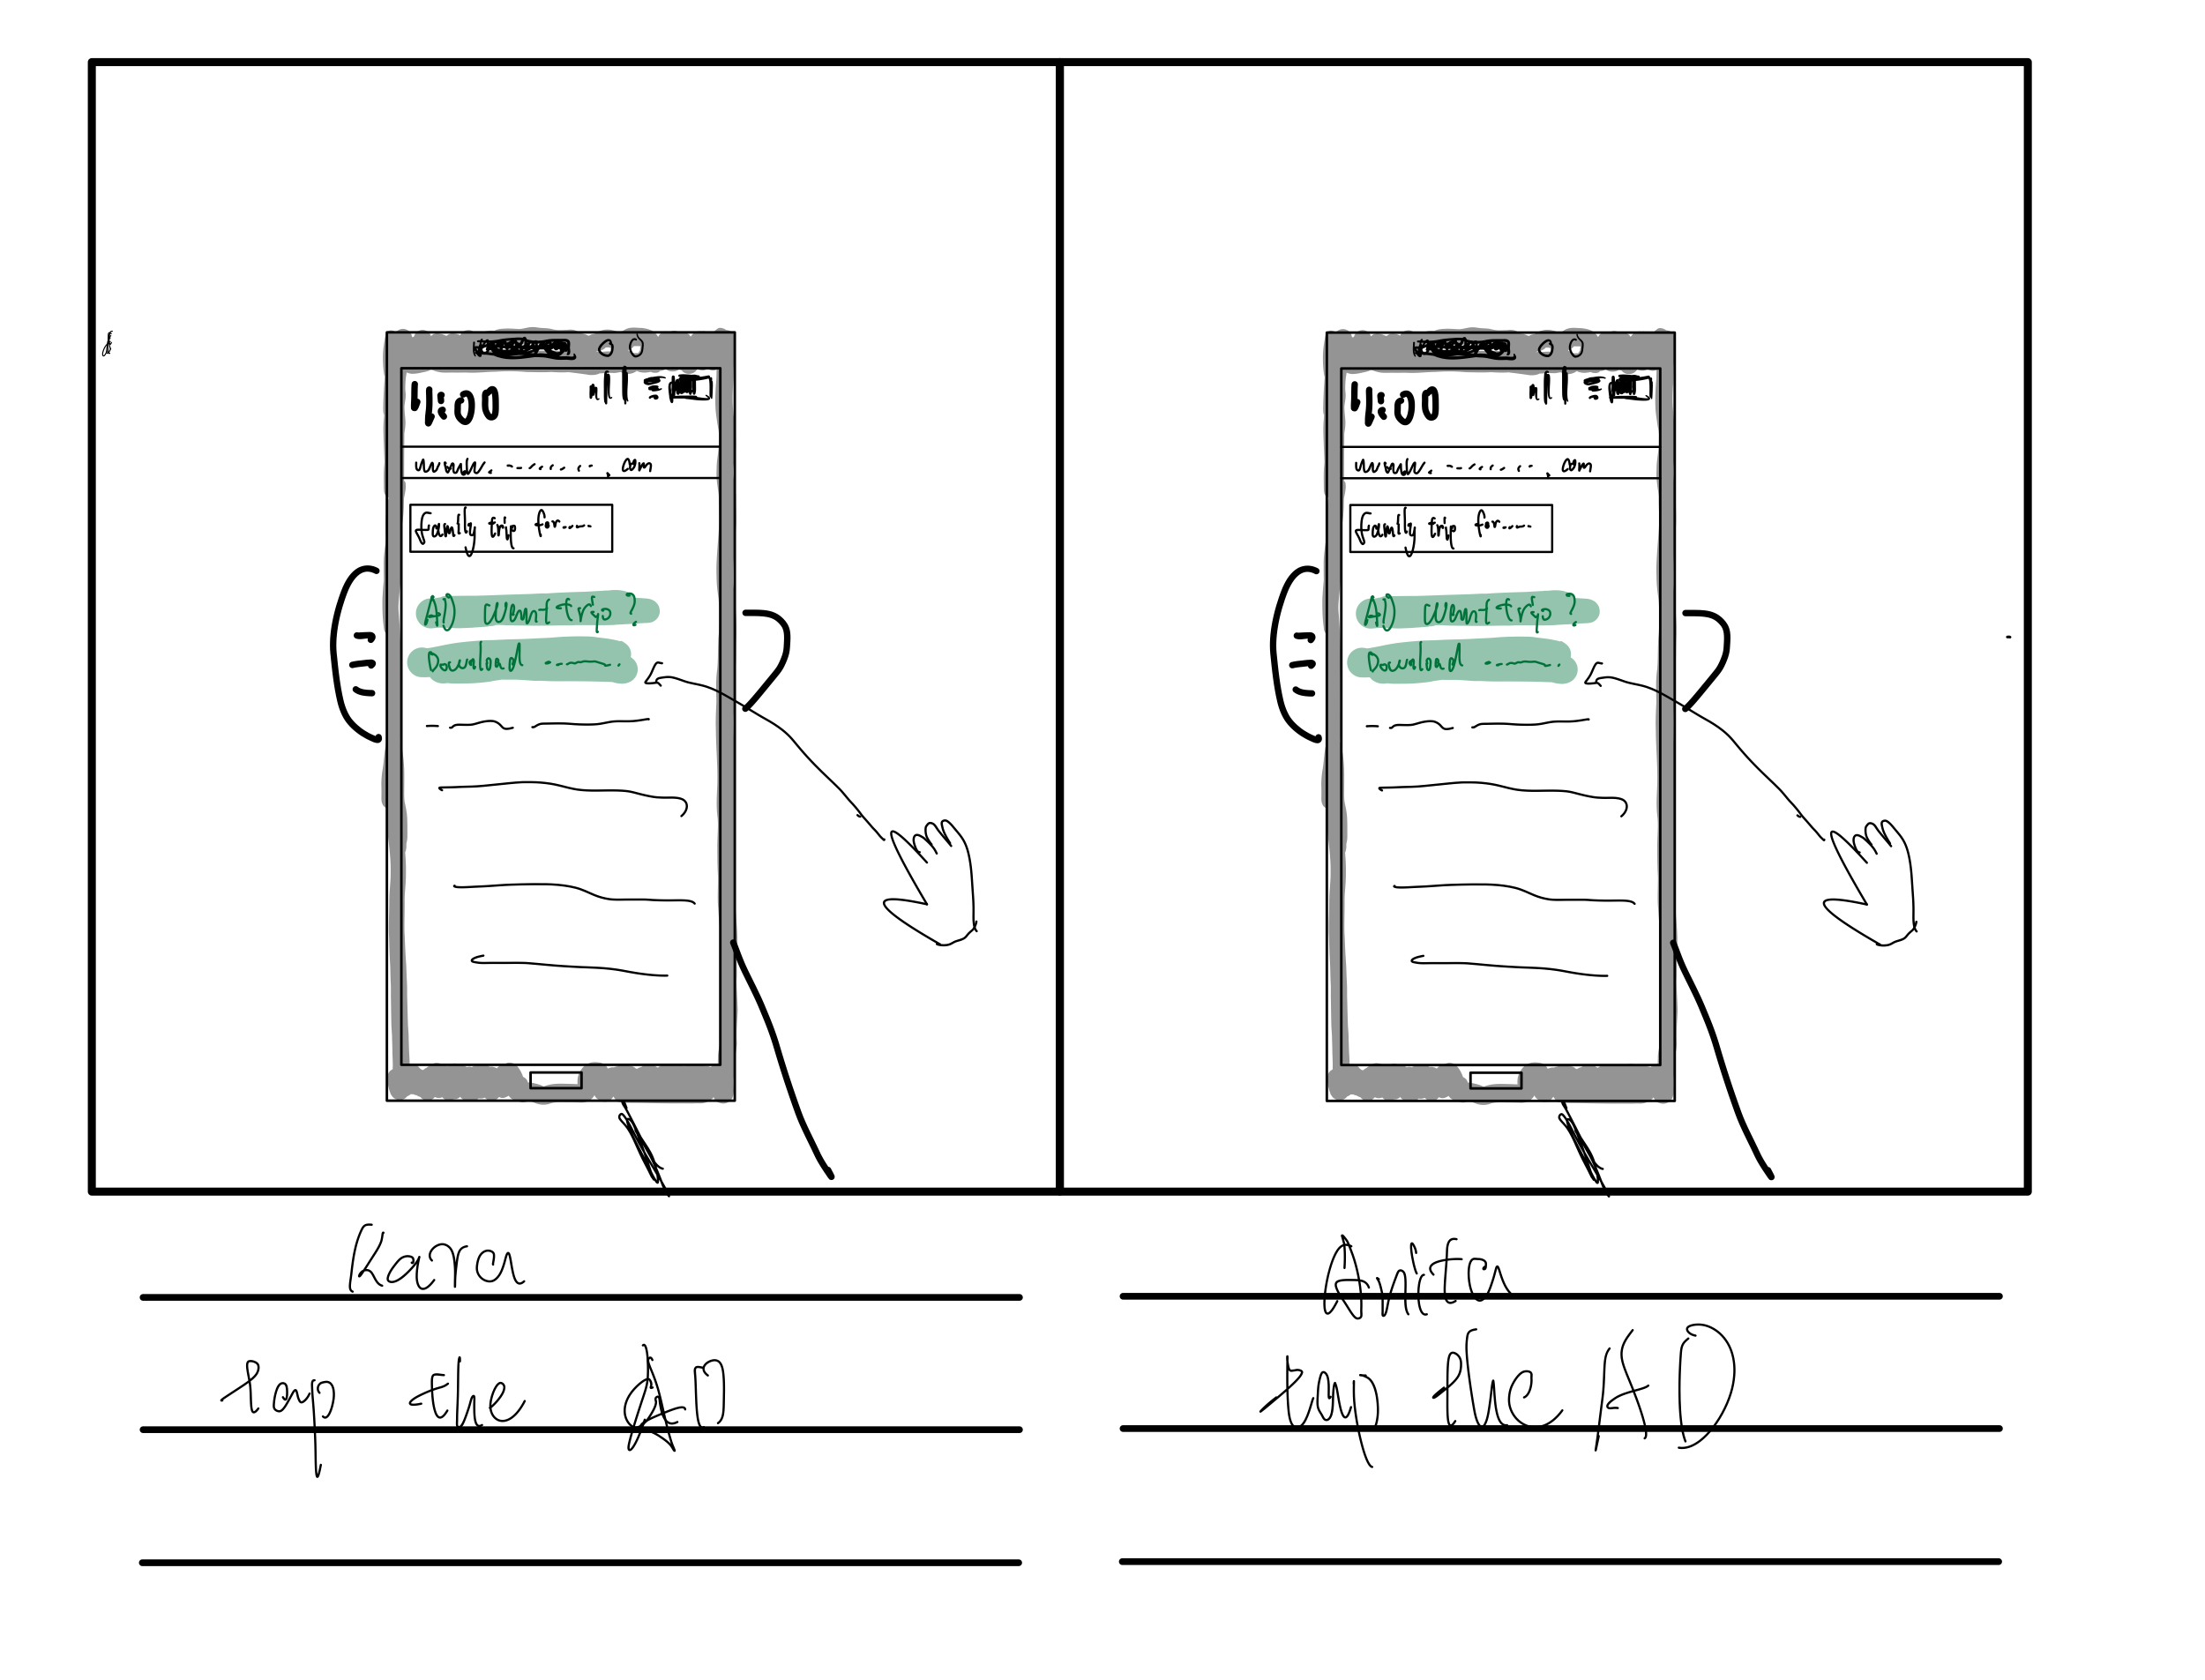 11:00
www. ......... .com
family trip for.....
AD Want trip?
Download ......
Kara
tap the AD
11:00
www. ......... .com
family trip for.....
AD Want trip?
Download ......
Anita
tap the AD